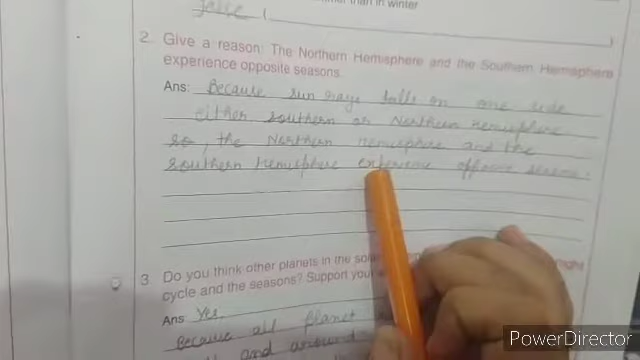 than in winter
false (
2. Give a reason: The Northern Hemisphere and the Southern Hemisphere
experience opposite seasons.
Ans: Because sun rays falls on one side
either southern or Northern hemisphere
so, the Northern hemisphere and the
southern hemisphere experience seasons.
3. Do you think other planets in the night
cycle and the seasons? Support your
Ans Yes,
Because all planet
and around
PowerDirector